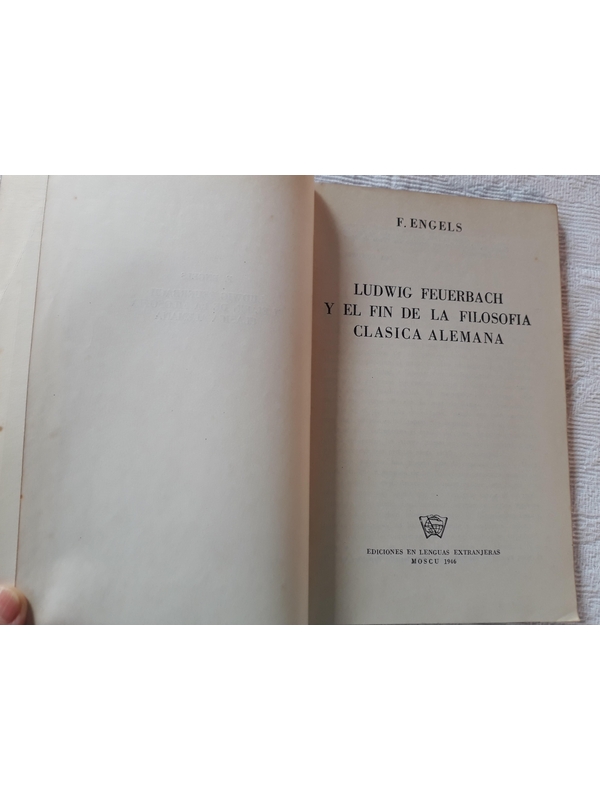 F. ENGELS
LUDWIG FEUERBACH
Y EL FIN DE LA FILOSOFIA
CLASICA ALEMANA
EDICIONES EN LENGUAS EXTRANJERAS
MOSCU 1946